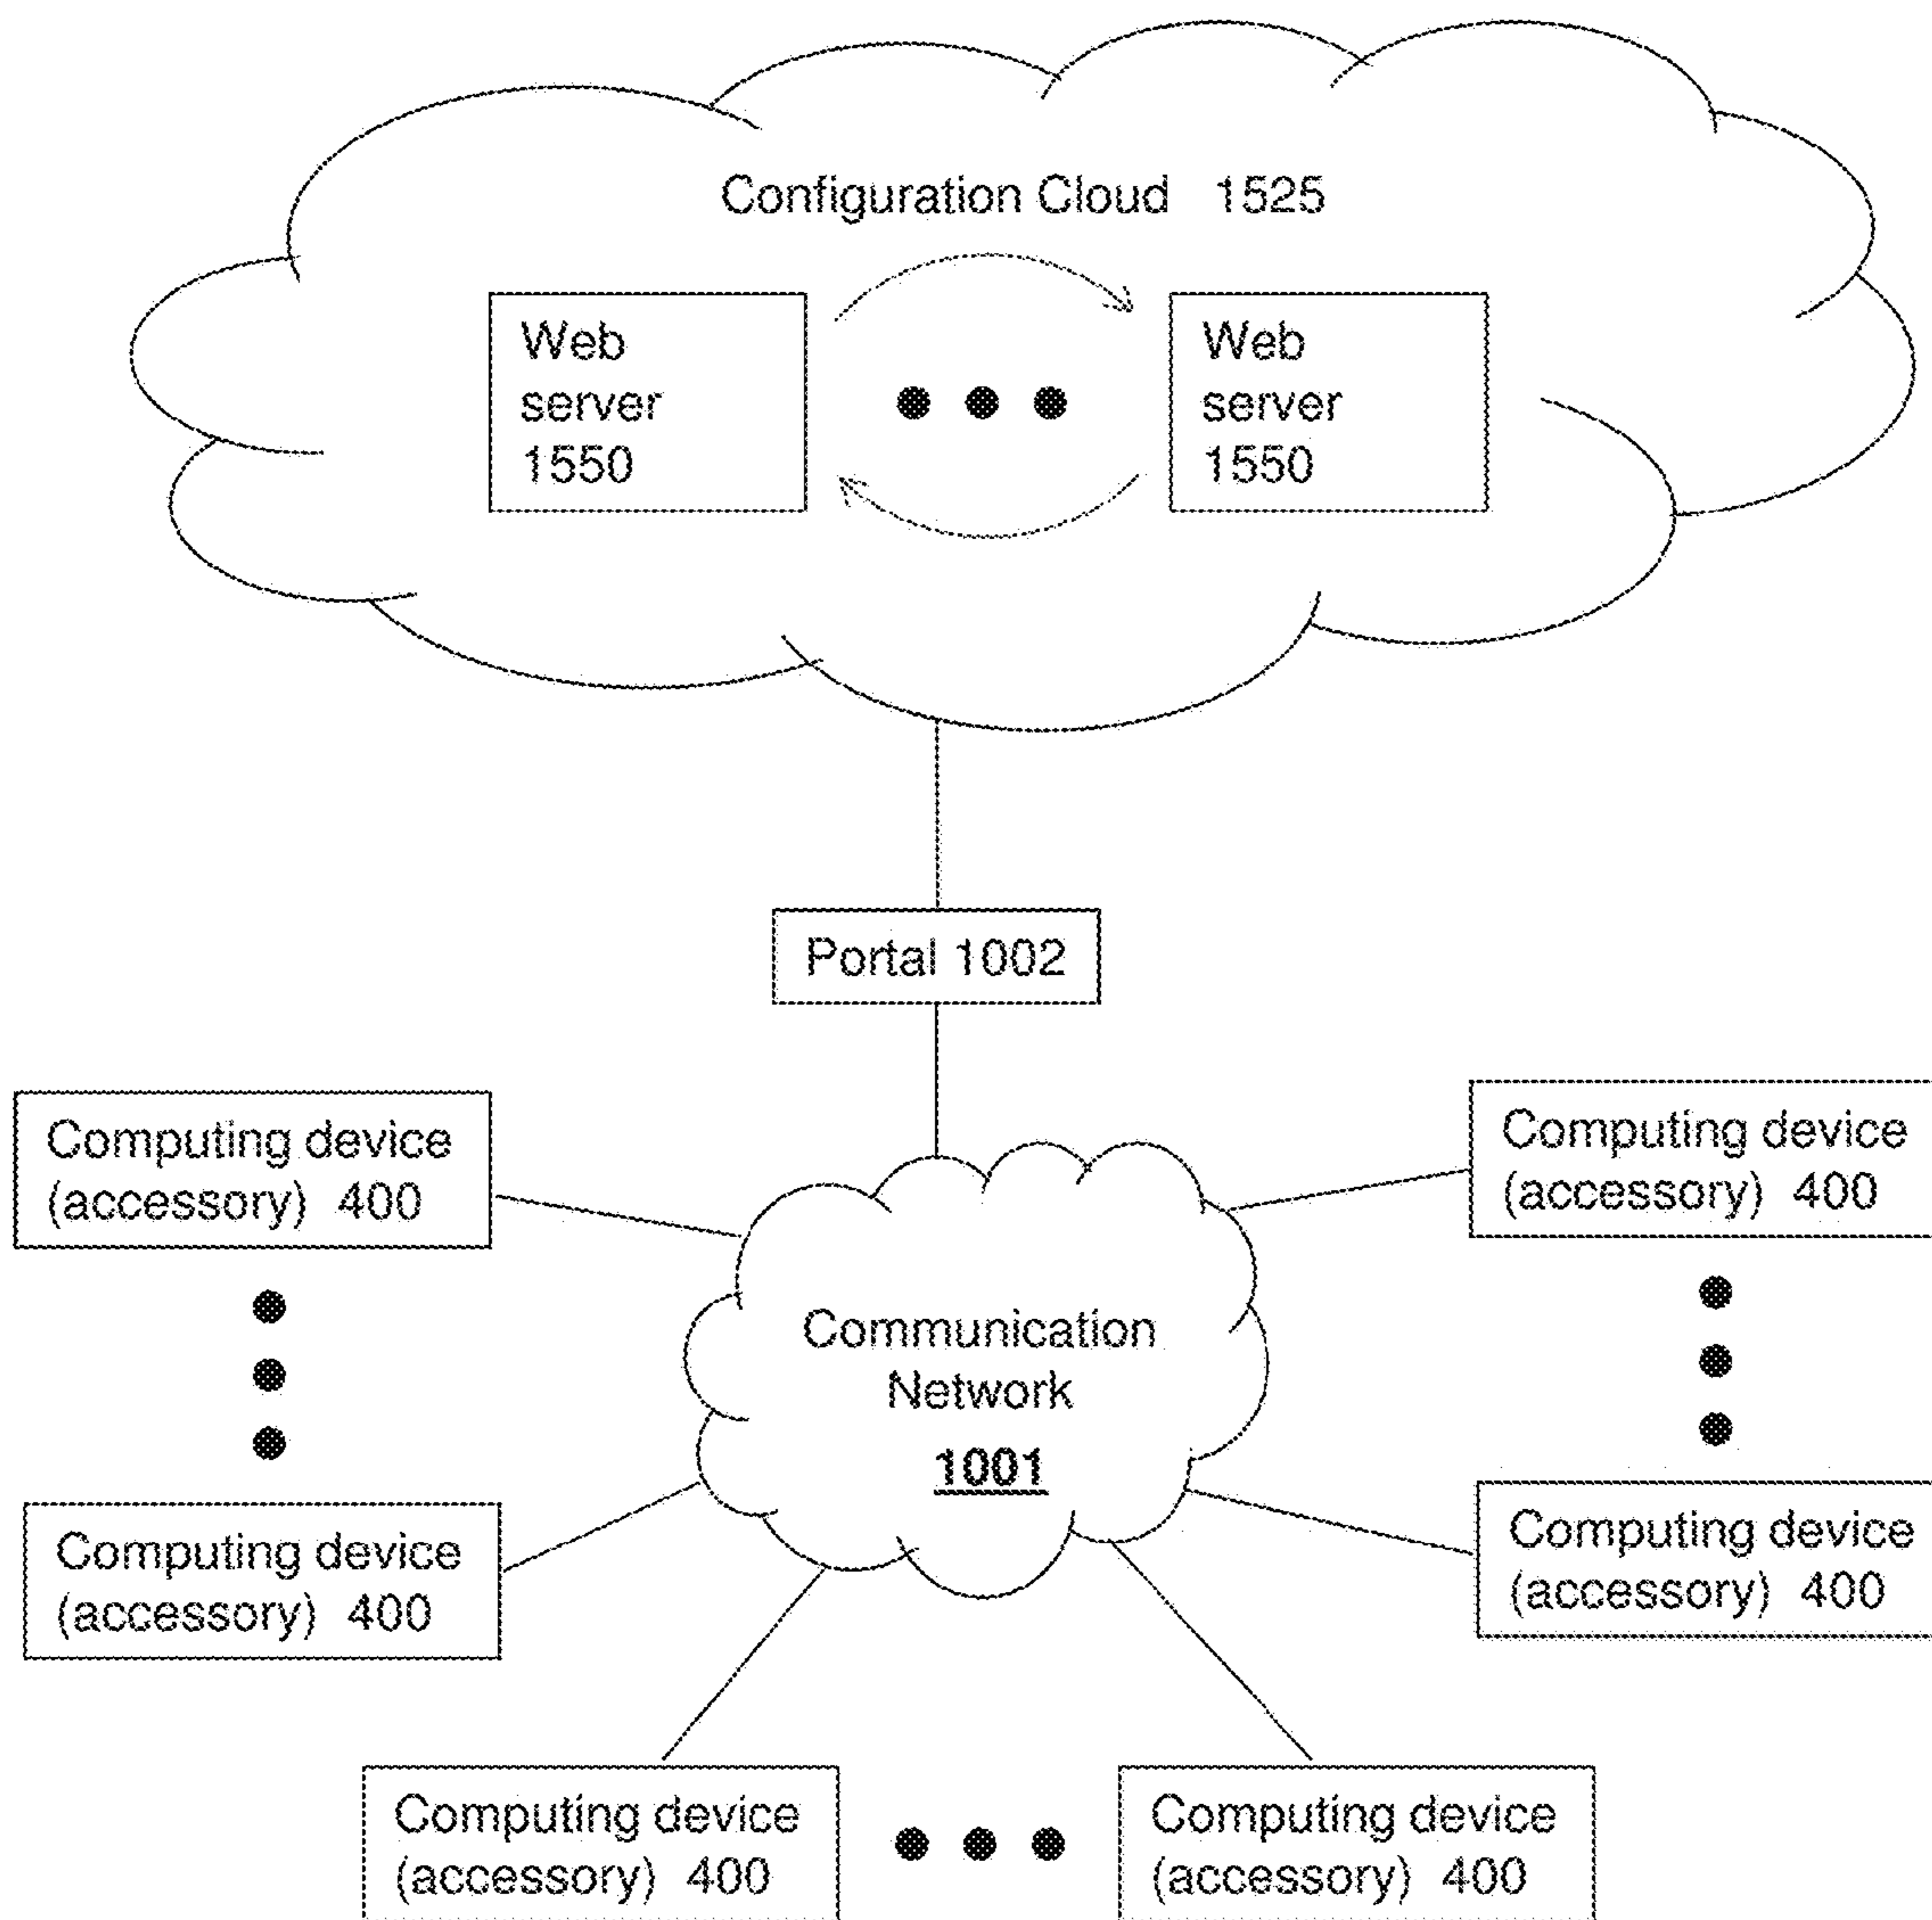 Configuration Cloud 1525
Web
server
1550
Web
server
1550
Portal 1002
Computing device
(accessory) 400
Computing device
(accessory) 400
Communication
Network
1001
Computing device
(accessory) 400
Computing device
(accessory) 400
Computing device
(accessory) 400
Computing device
(accessory) 400